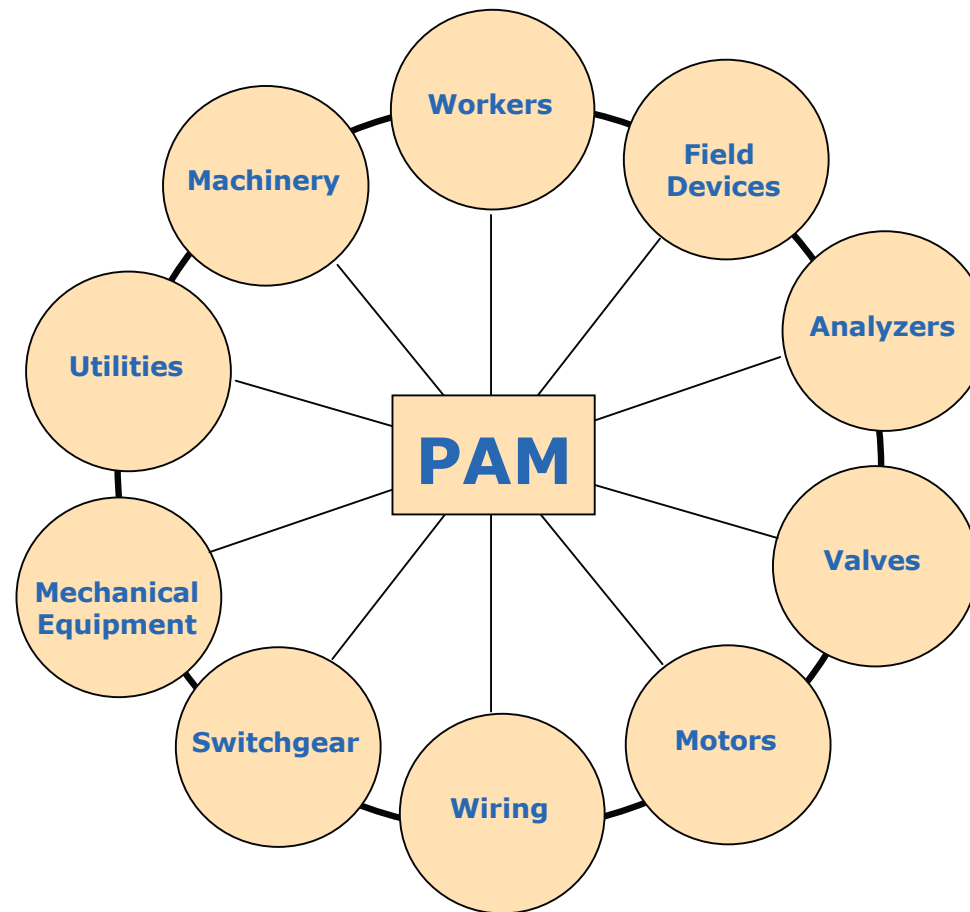 Workers
Field
Devices
Machinery
Analyzers
Utilities
PAM
Valves
Mechanical
Equipment
Switchgear
Motors
Wiring